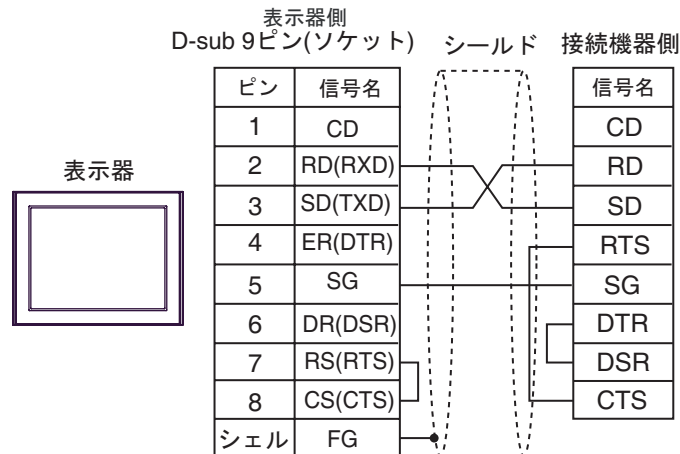 表示器側
D-sub 9ピン(ソケット)
シールド
接続機器側
表示器
ピン 信号名
1 CD
2 RD(RXD)
3 SD(TXD)
4 ER(DTR)
5 SG
6 DR(DSR)
7 RS(RTS)
8 CS(CTS)
シェル FG
信号名
CD
RD
SD
RTS
SG
DTR
DSR
CTS